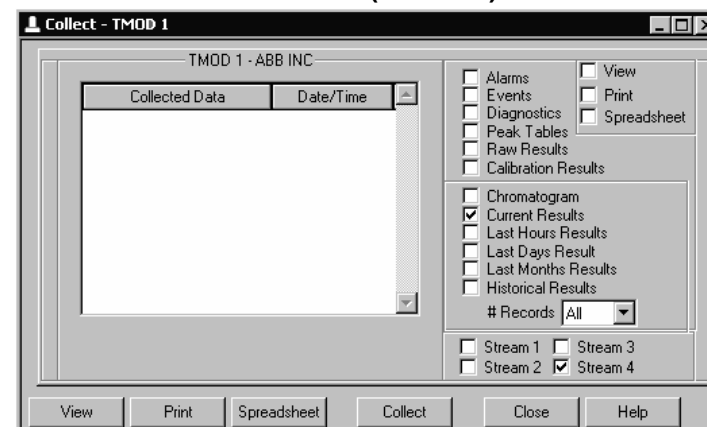 Collect - TMOD 1
TMOD 1 - ABB INC
Collected Data Date/Time
Alarms
Events
Diagnostics
Peak Tables
Raw Results
Calibration Results
View
Print
Spreadsheet
Chromatogram
Current Results
Last Hours Results
Last Days Result
Last Months Results
Historical Results
# Records All
Stream 1 Stream 3
Stream 2 Stream 4
View Print Spreadsheet Collect Close Help